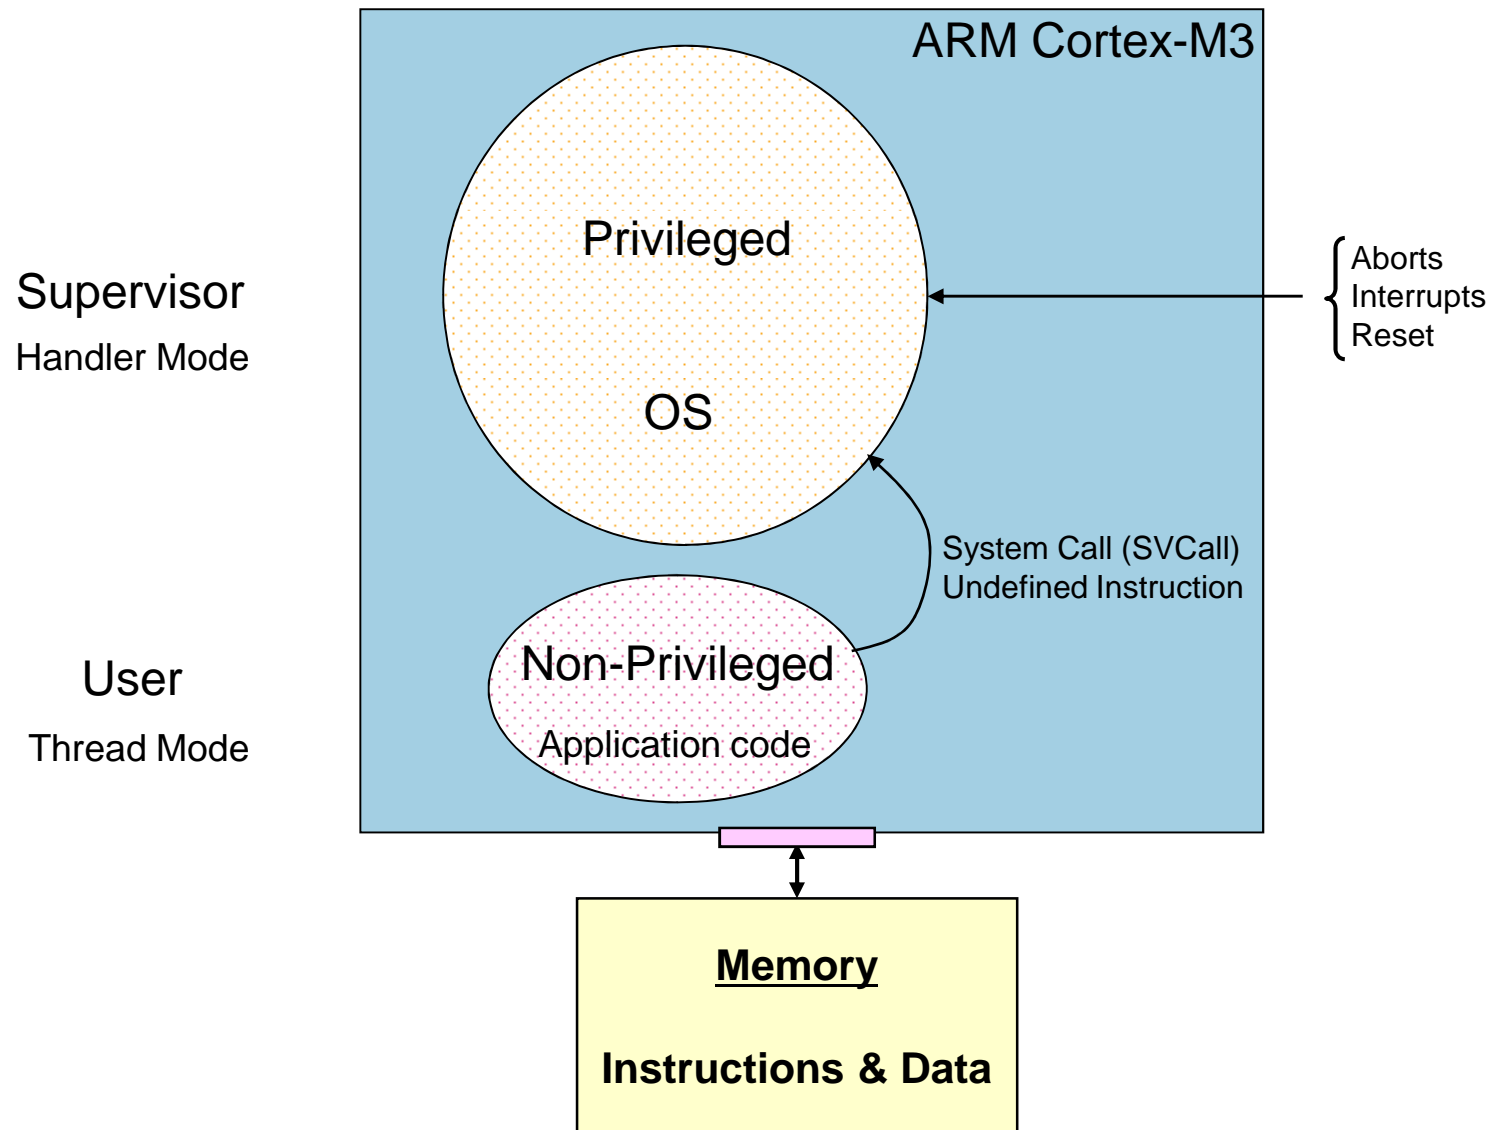 ARM Cortex-M3
Privileged
Supervisor
Handler Mode
OS
Aborts
Interrupts
Reset
System Call (SVCall)
Undefined Instruction
Non-Privileged
User
Thread Mode
Application code
Memory
Instructions & Data